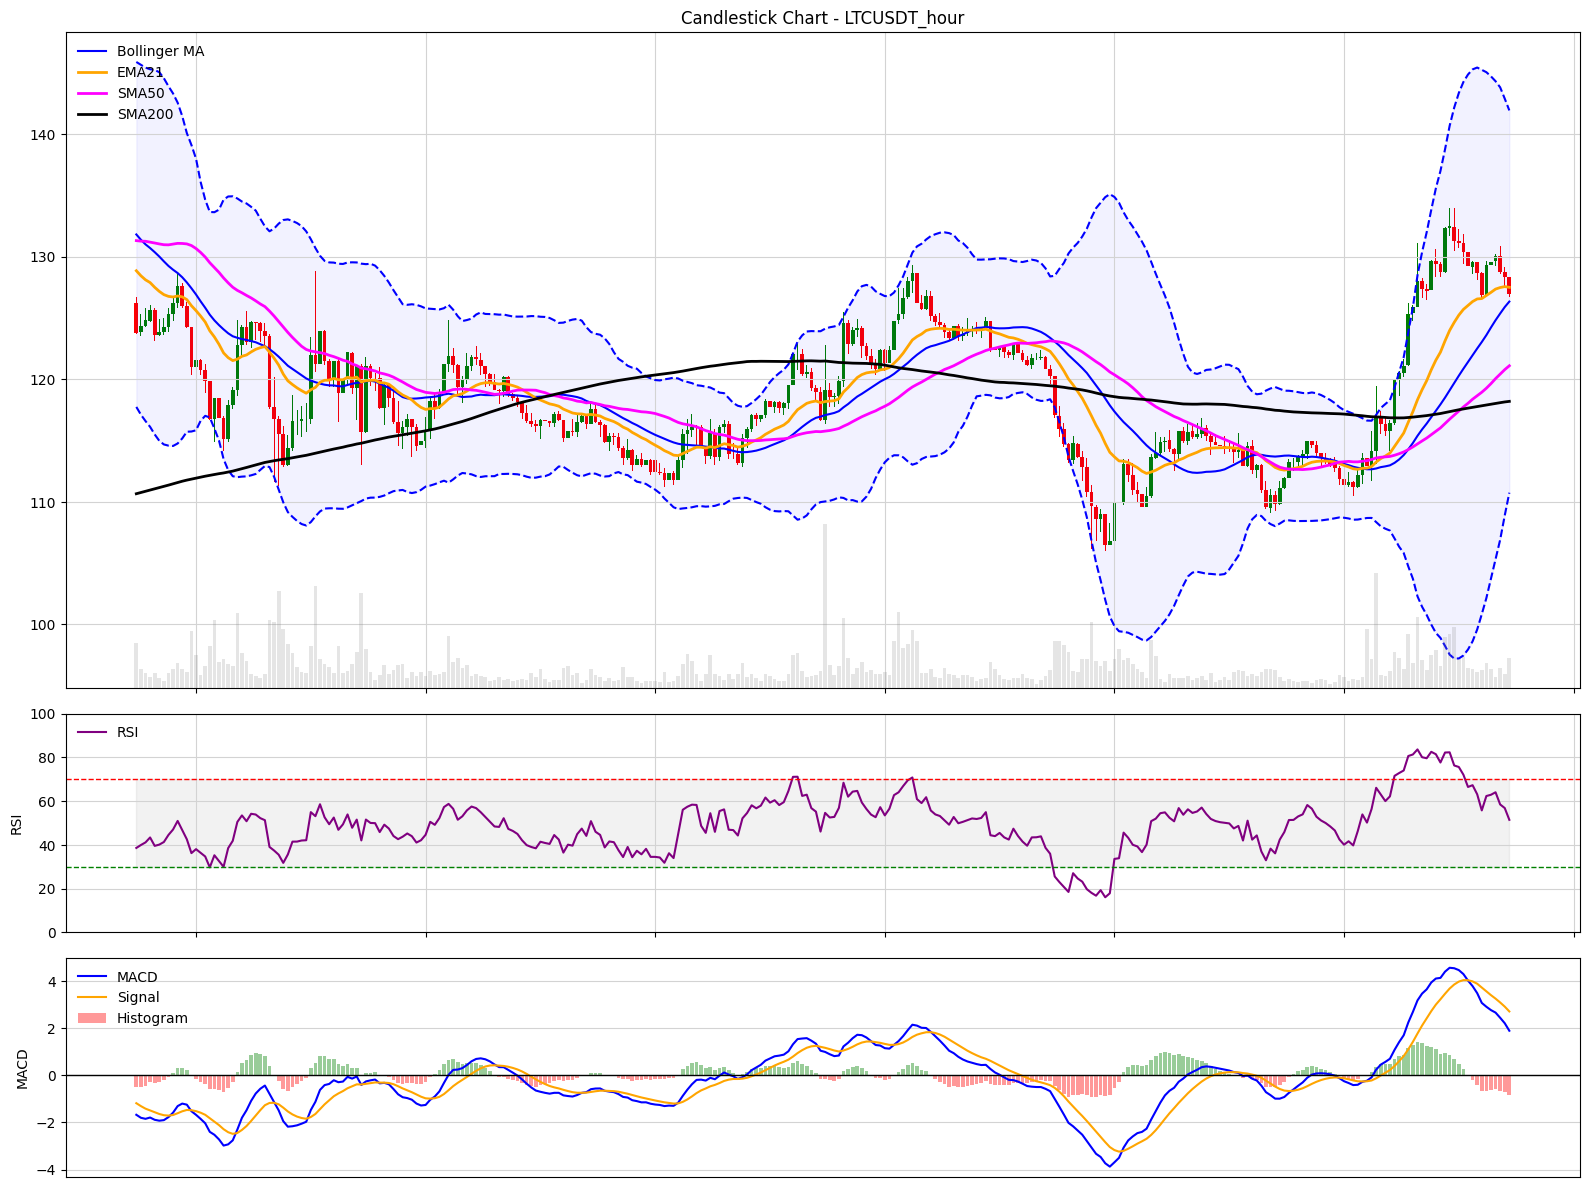 Candlestick Chart - LTCUSDT_hour
Bollinger MA
EMA21
SMA50
SMA200
140
130
120
110
100
100
RSI
80
60
RSI
40
20
0
MACD
4
Signal
Histogram
2
MACD
0
−2
−4